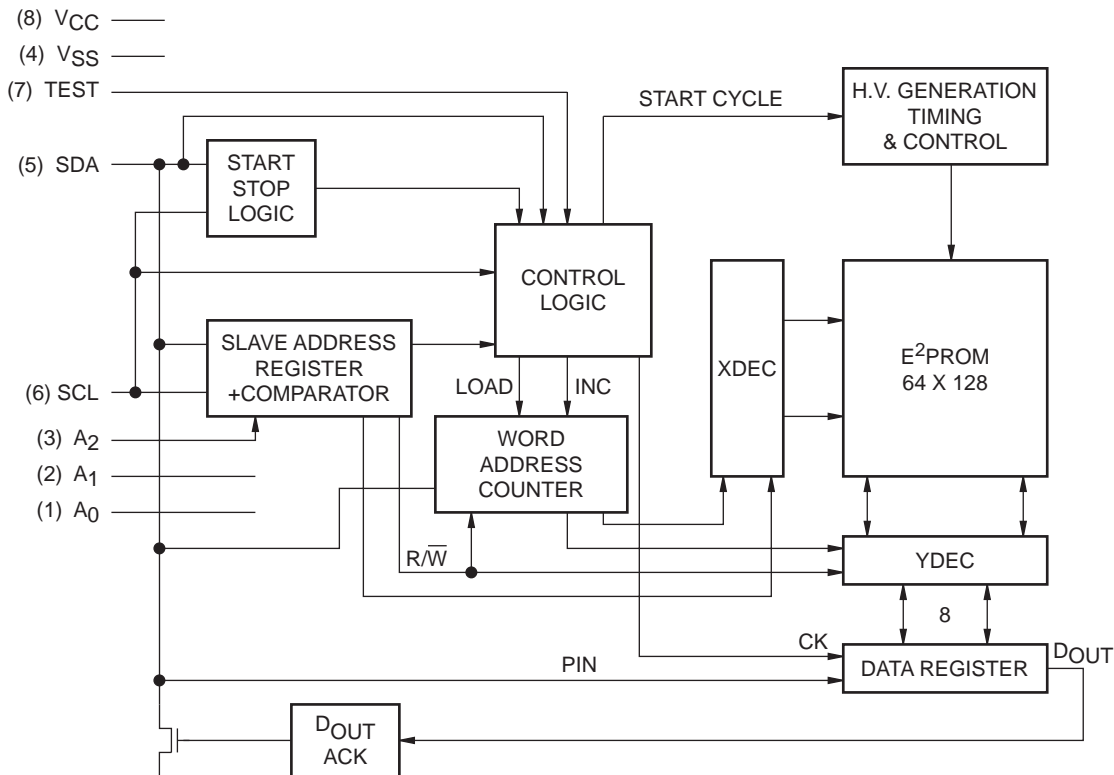 (8) VCC
(4) VSS
(7) TEST
START CYCLE
H.V. GENERATION
TIMING
& CONTROL
(5) SDA
START
STOP
LOGIC
CONTROL
LOGIC
SLAVE ADDRESS
REGISTER
+COMPARATOR
XDEC
E²PROM
64 X 128
(6) SCL
LOAD
INC
(3) A2
(2) A1
(1) A0
WORD
ADDRESS
COUNTER
R/W̅
YDEC
8
CK
DOUT
PIN
DATA REGISTER
DOUT
ACK